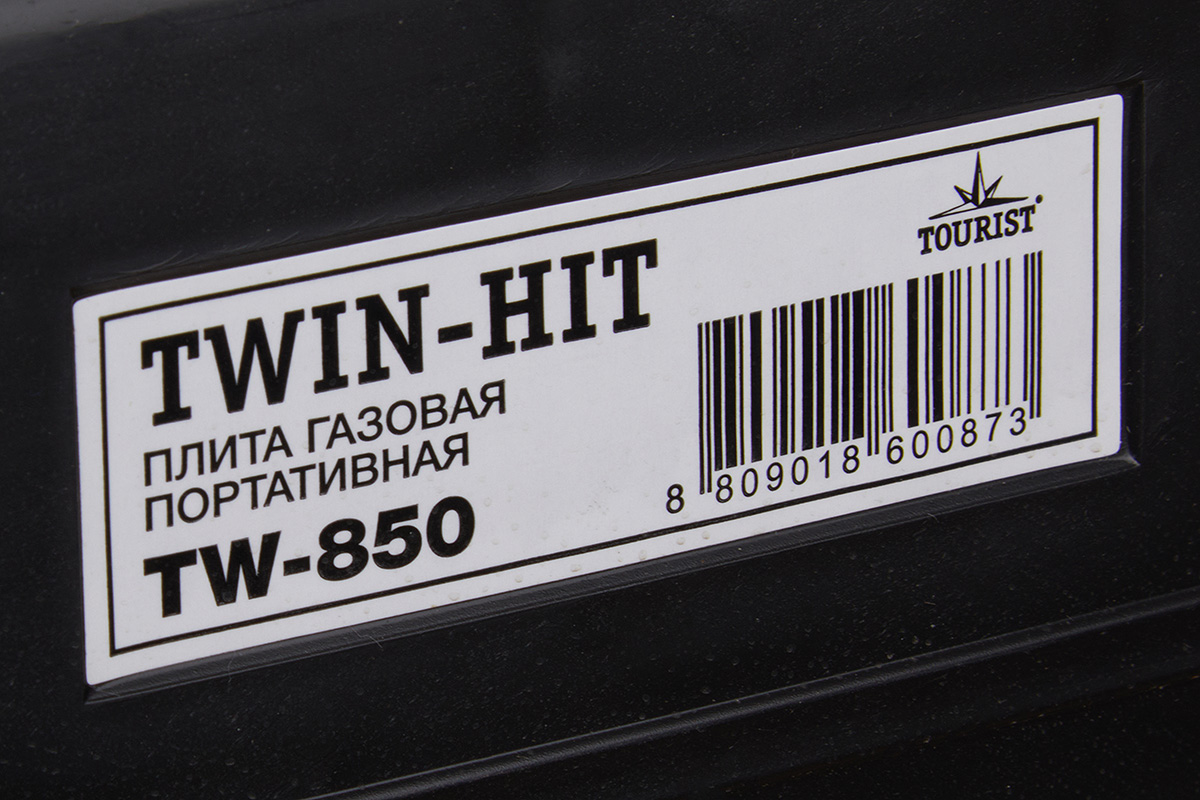 TWIN-HIT
ПЛИТА ГАЗОВАЯ
ПОРТАТИВНАЯ
TW-850
TOURIST
8 809018 600873